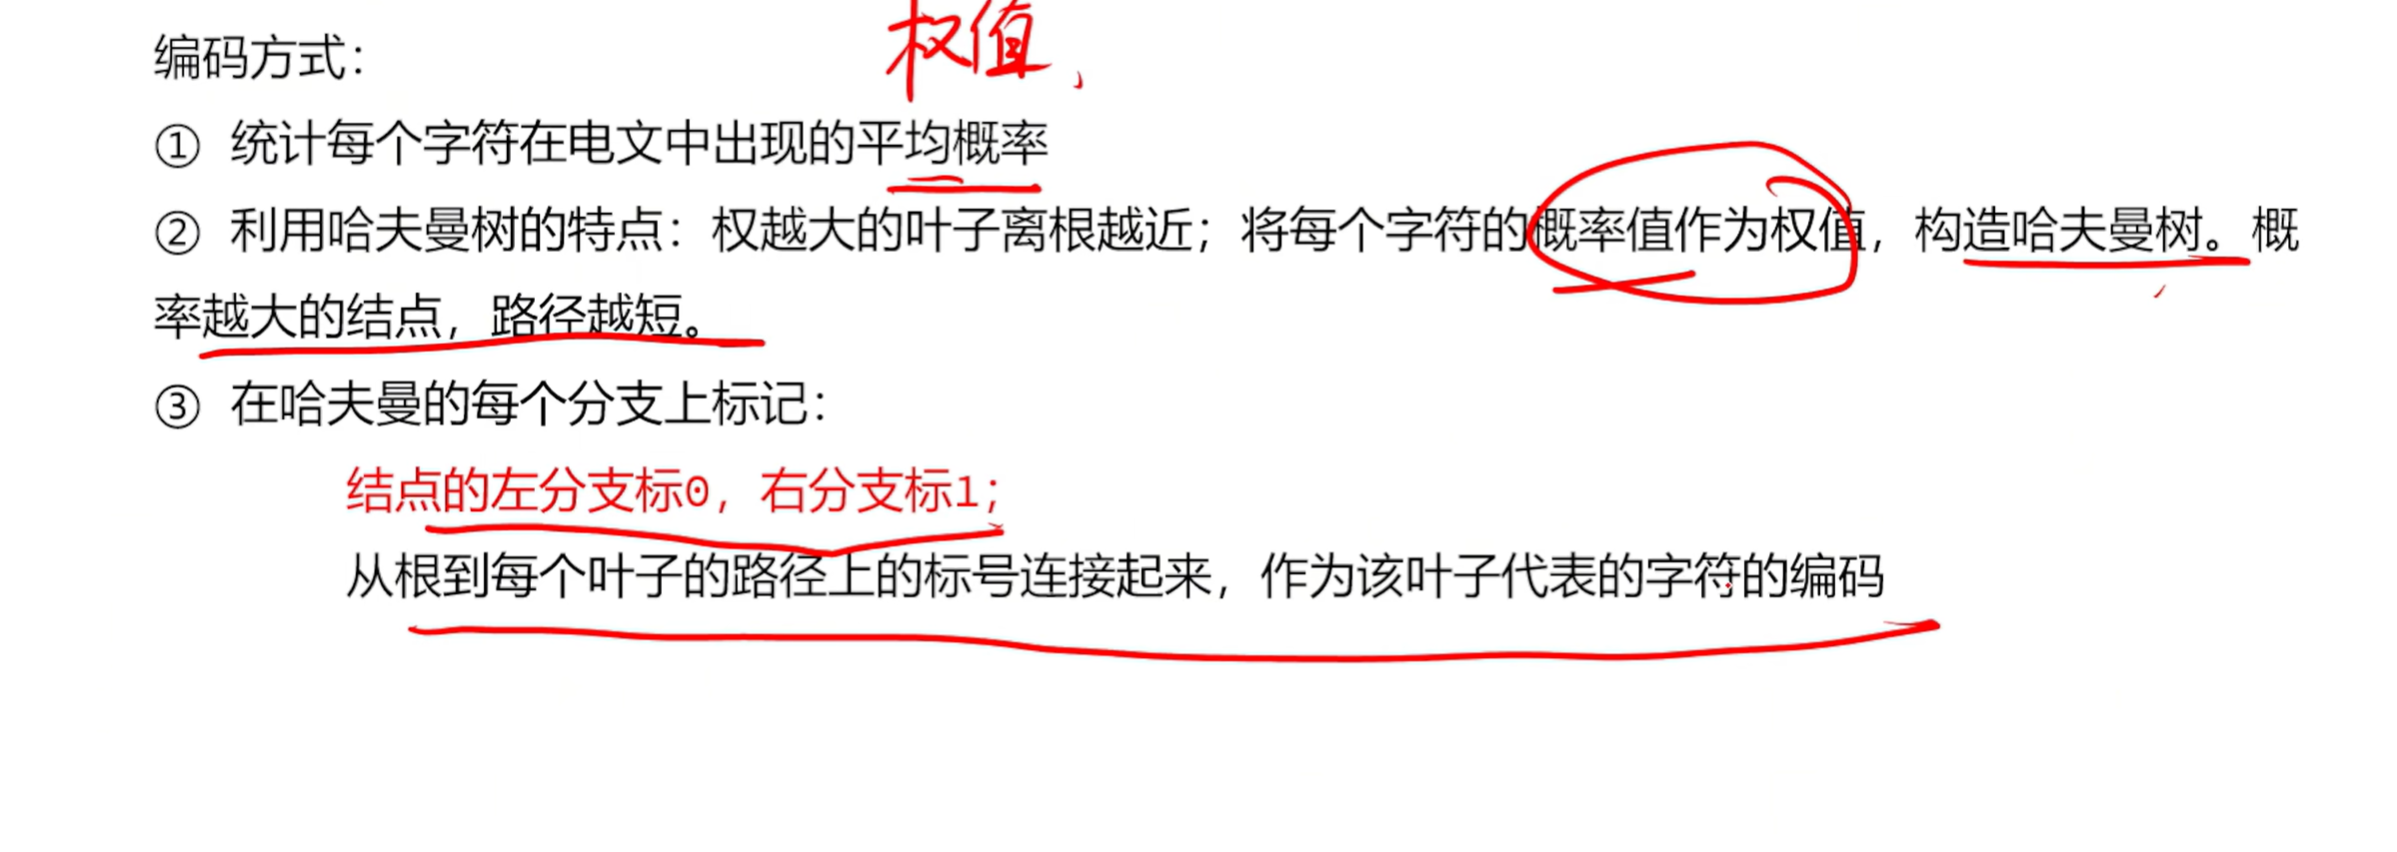 权值、
编码方式：
① 统计每个字符在电文中出现的平均概率
② 利用哈夫曼树的特点：权越大的叶子离根越近；将每个字符的概率值作为权值，构造哈夫曼树。概
率越大的结点，路径越短。
③ 在哈夫曼的每个分支上标记：
结点的左分支标0，右分支标1；
从根到每个叶子的路径上的标号连接起来，作为该叶子代表的字符的编码